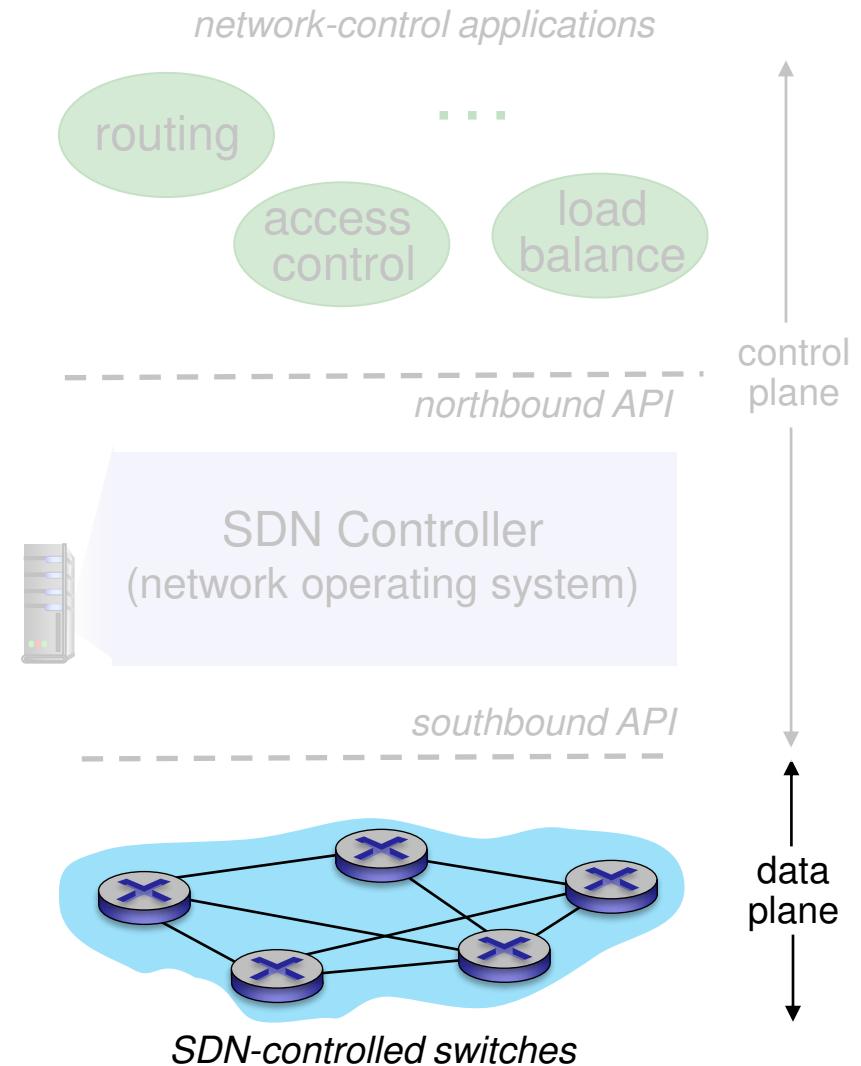 network-control applications
routing
...
access
control
load
balance
control
plane
northbound API
SDN Controller
(network operating system)
southbound API
data
plane
SDN-controlled switches